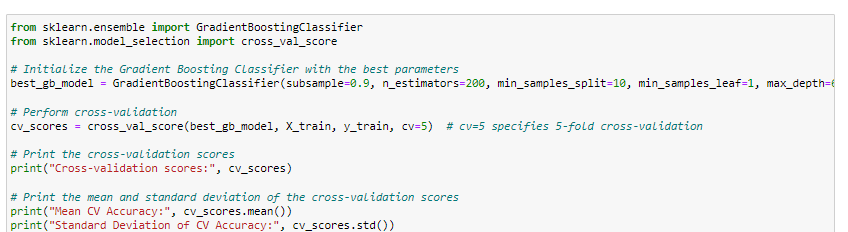 from sklearn.ensemble import GradientBoostingClassifier
from sklearn.model_selection import cross_val_score
# Initialize the Gradient Boosting Classifier with the best parameters
best_gb_model = GradientBoostingClassifier(subsample=0.9, n_estimators=200, min_samples_split=10, min_samples_leaf=1, max_depth=
# Perform cross-validation
cv_scores = cross_val_score(best_gb_model, X_train, y_train, cv=5)  # cv=5 specifies 5-fold cross-validation
# Print the cross-validation scores
print("Cross-validation scores:", cv_scores)
# Print the mean and standard deviation of the cross-validation scores
print("Mean CV Accuracy:", cv_scores.mean())
print("Standard Deviation of CV Accuracy:", cv_scores.std())